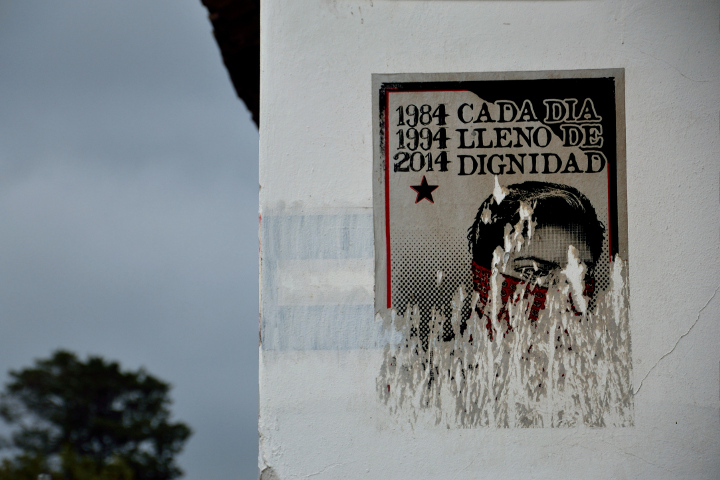 1984 CADA DIA
1994 LLENO DE
2014 DIGNIDAD